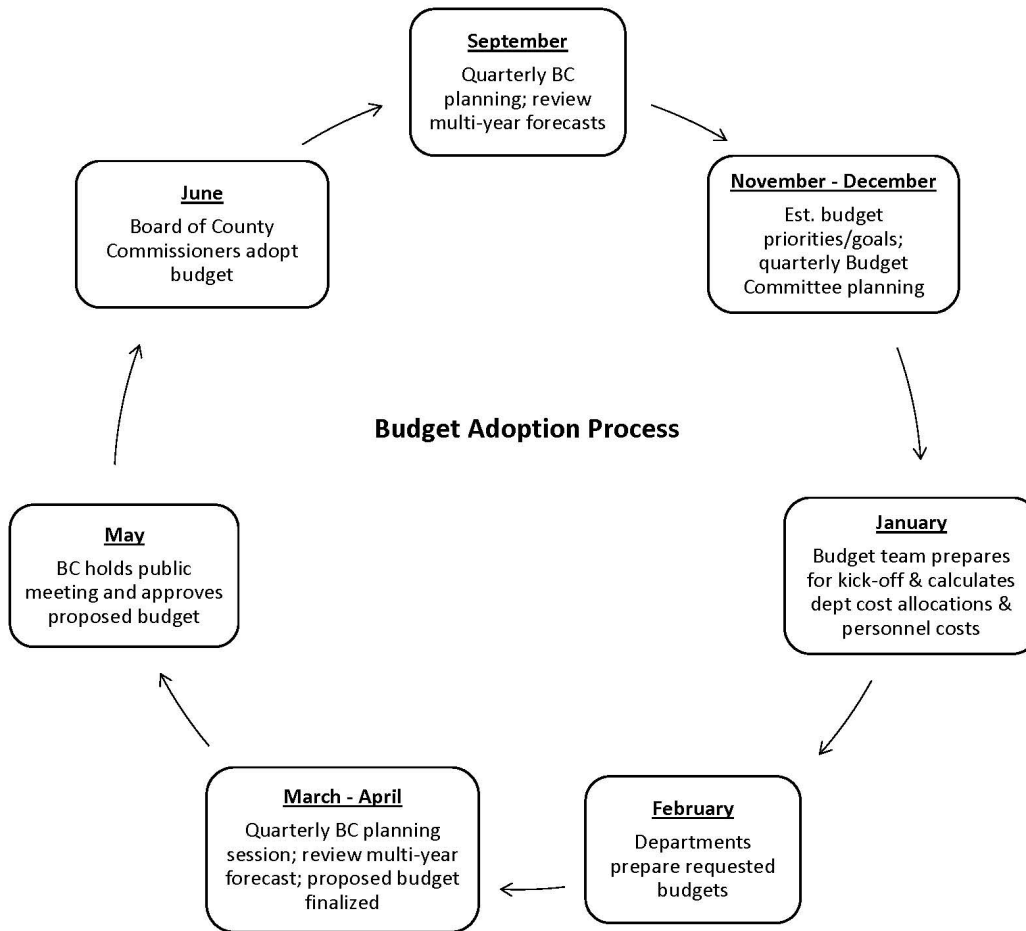 September
Quarterly BC
planning; review
multi-year forecasts
November - December
Est. budget
priorities/goals;
quarterly Budget
Committee planning
January
Budget team prepares
for kick-off & calculates
dept cost allocations &
personnel costs
February
Departments
prepare requested
budgets
March - April
Quarterly BC planning
session; review multi-year
forecast; proposed budget
finalized
May
BC holds public
meeting and approves
proposed budget
June
Board of County
Commissioners adopt
budget
Budget Adoption Process